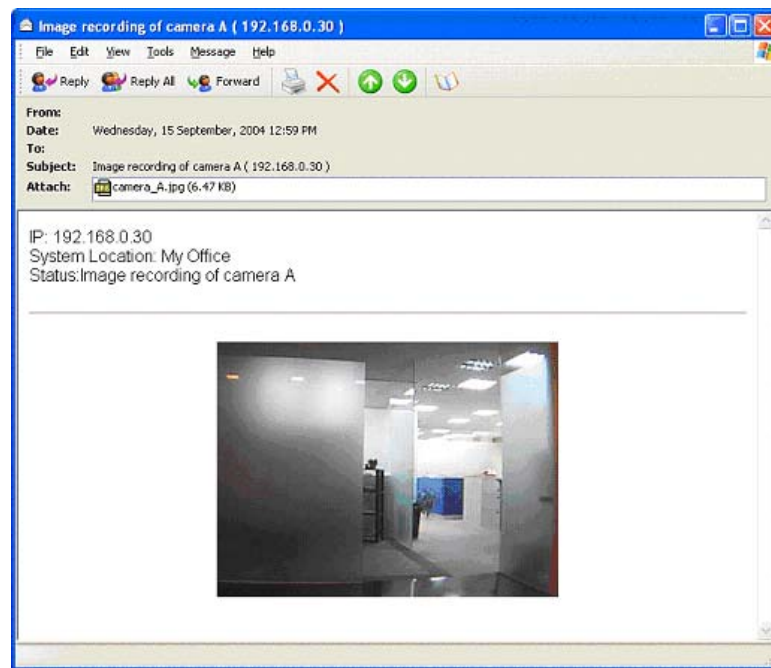 Image recording of camera A ( 192.168.0.30 )
File Edit View Tools Message Help
Reply Reply All Forward
From:
Date: Wednesday, 15 September, 2004 12:59 PM
To:
Subject: Image recording of camera A ( 192.168.0.30 )
Attach: camera_A.jpg (6.47 KB)
IP: 192.168.0.30
System Location: My Office
Status:Image recording of camera A